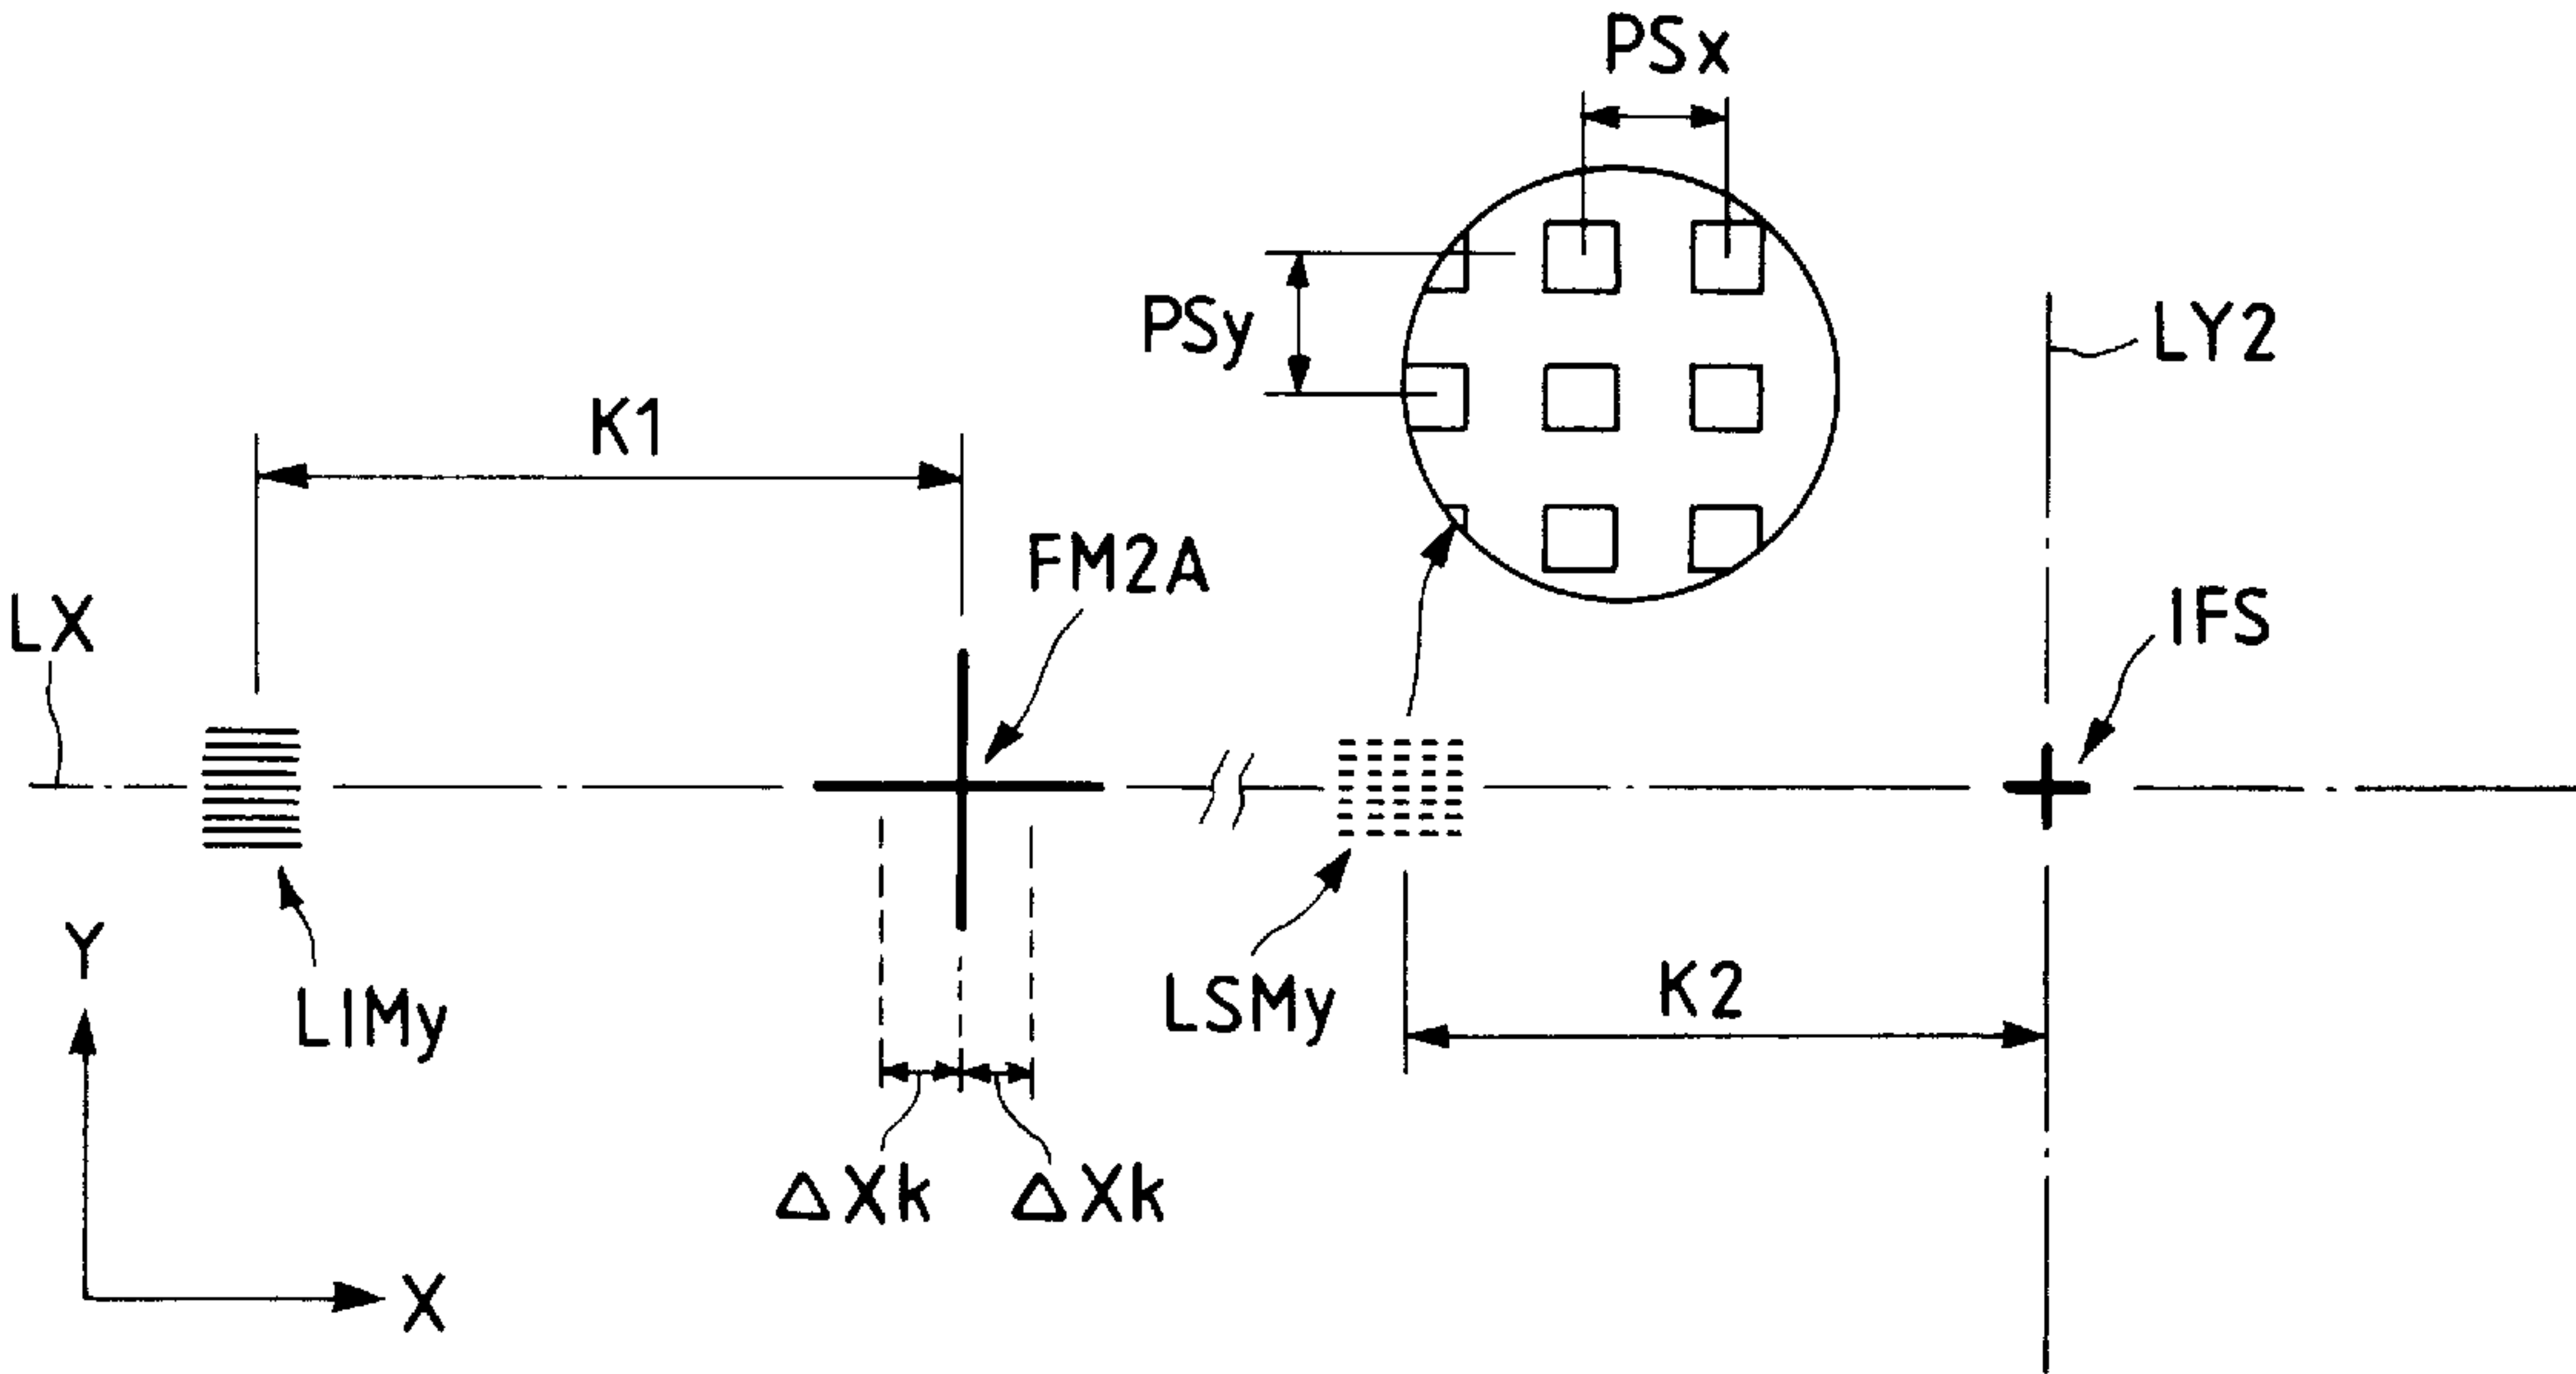 PSx
PSy
LY2
K1
FM2A
IFS
LX
LIMy
LSMy
K2
Y
ΔXk
ΔXk
X